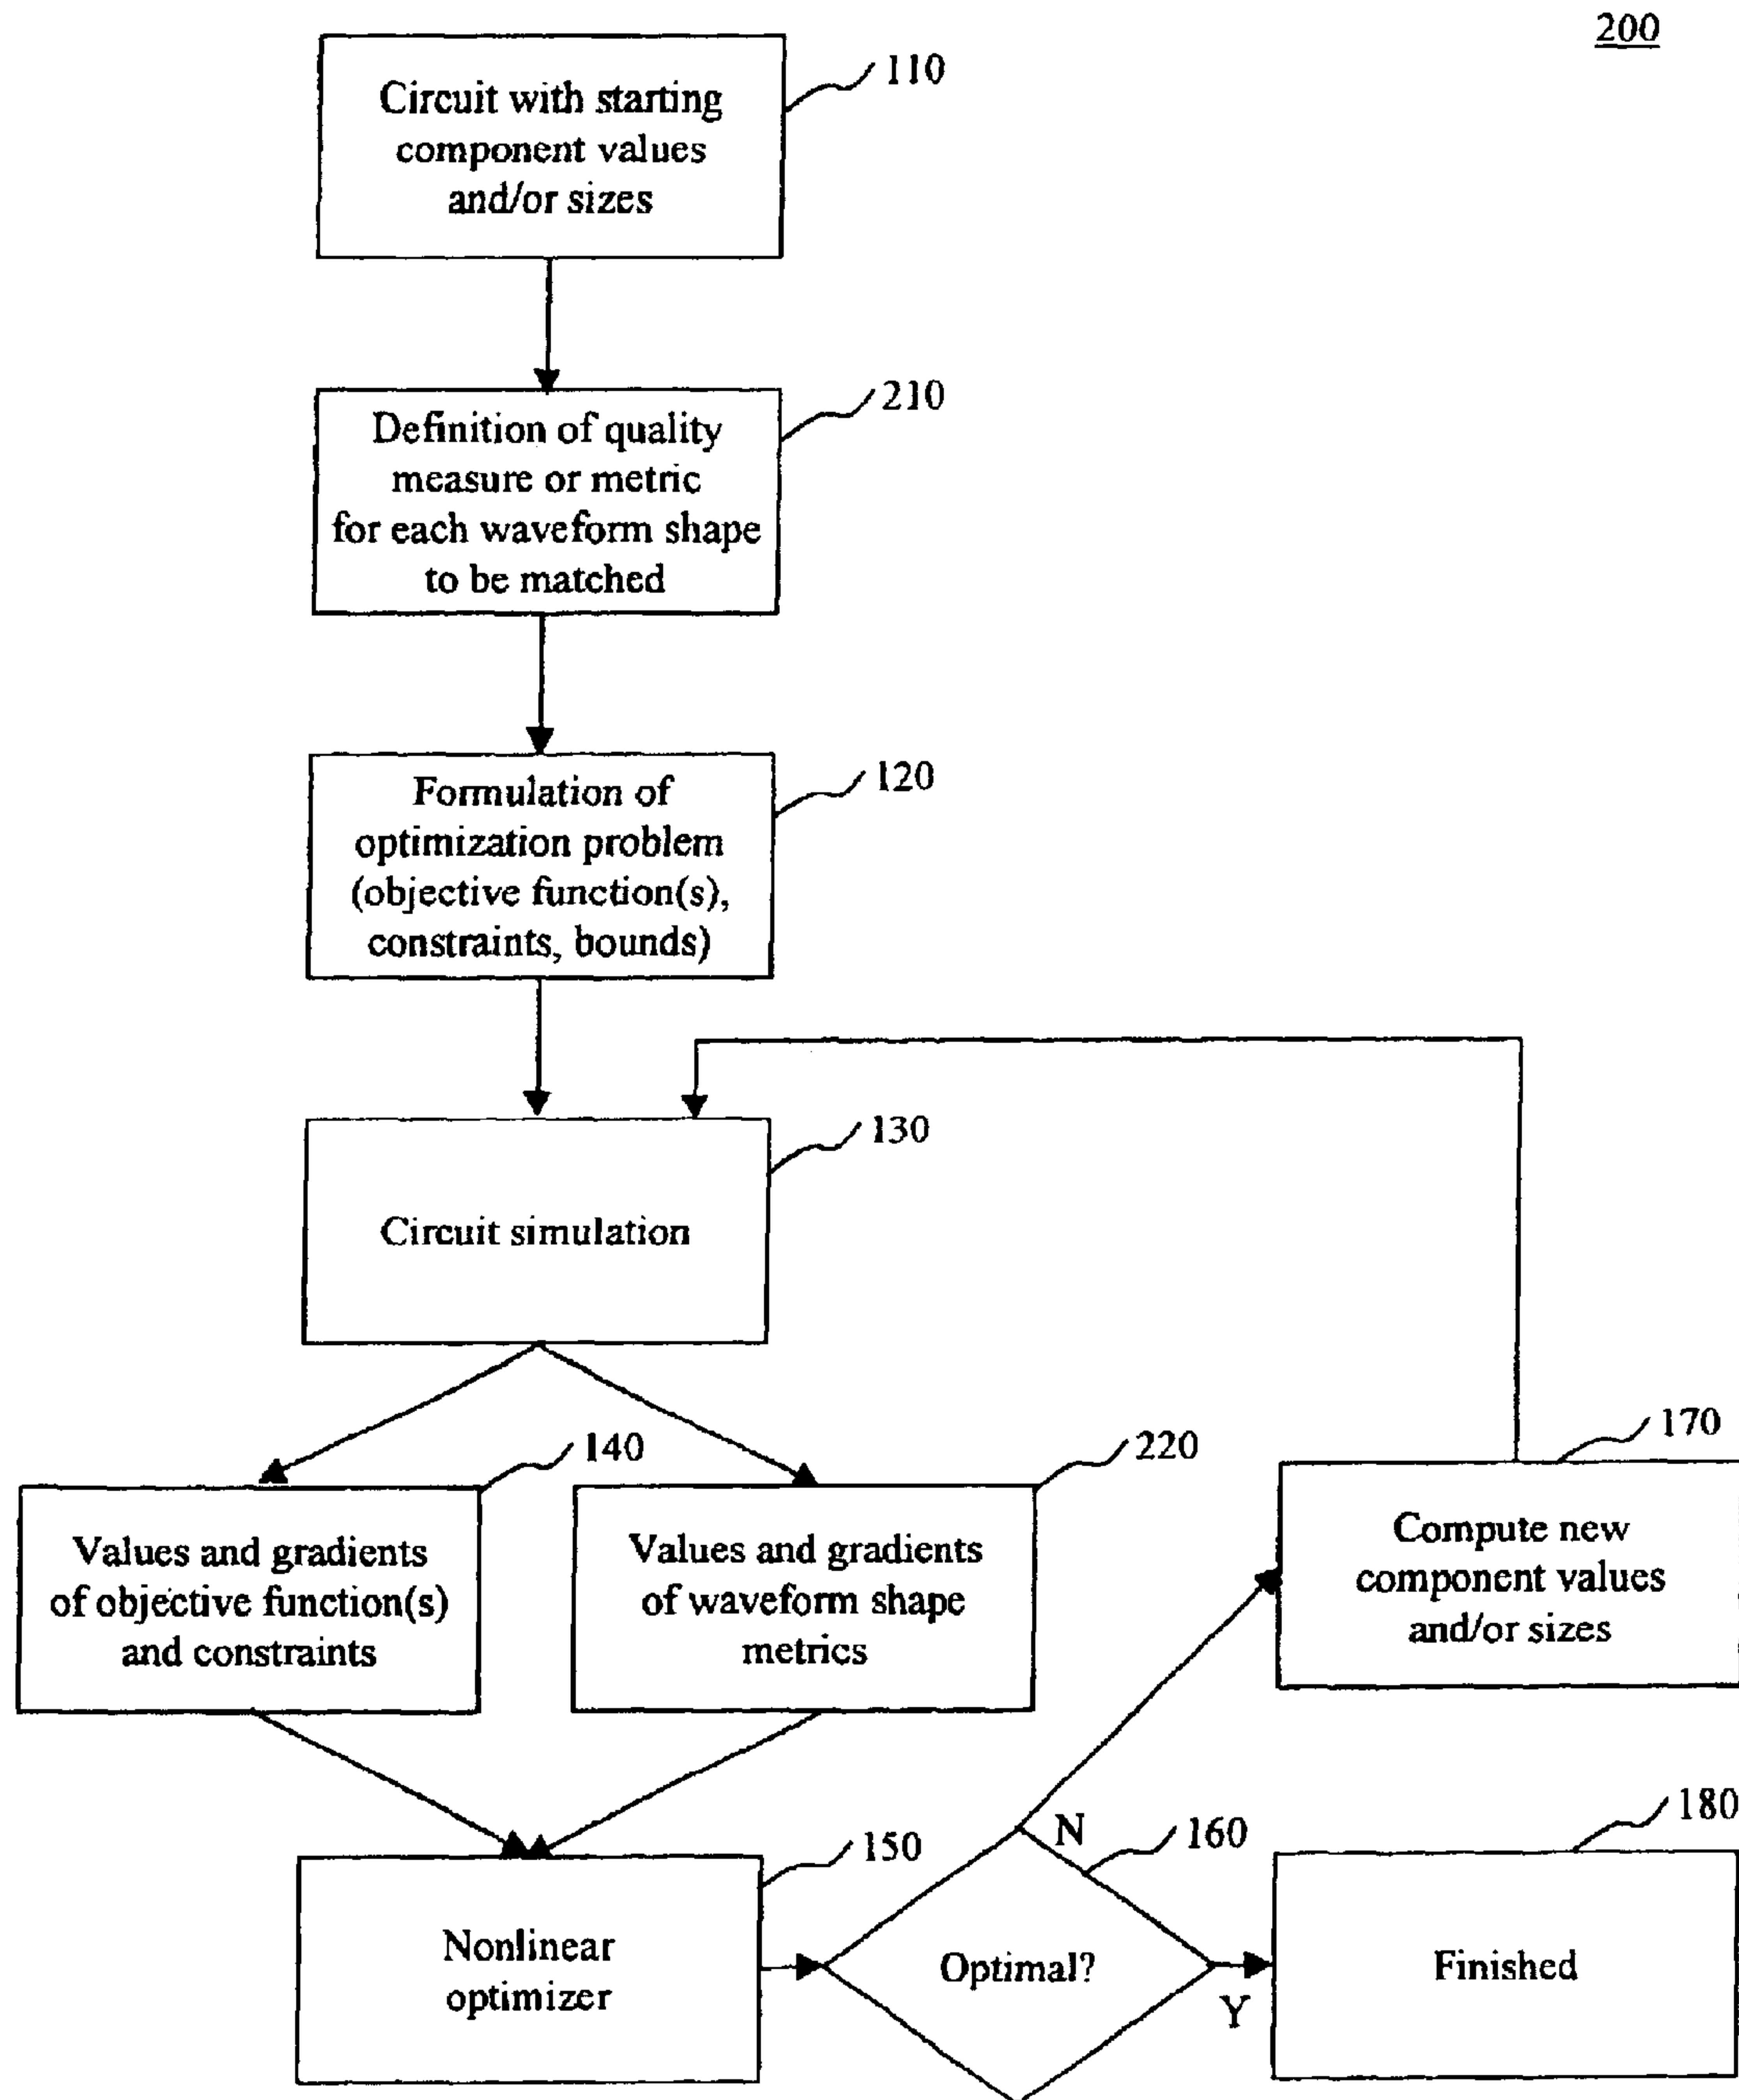 200
110
Circuit with starting
component values
and/or sizes
210
Definition of quality
measure or metric
for each waveform shape
to be matched
120
Formulation of
optimization problem
(objective function(s),
constraints, bounds)
130
Circuit simulation
140
Values and gradients
of objective function(s)
and constraints
220
Values and gradients
of waveform shape
metrics
170
Compute new
component values
and/or sizes
150
Nonlinear
optimizer
N
160
Optimal?
Y
180
Finished